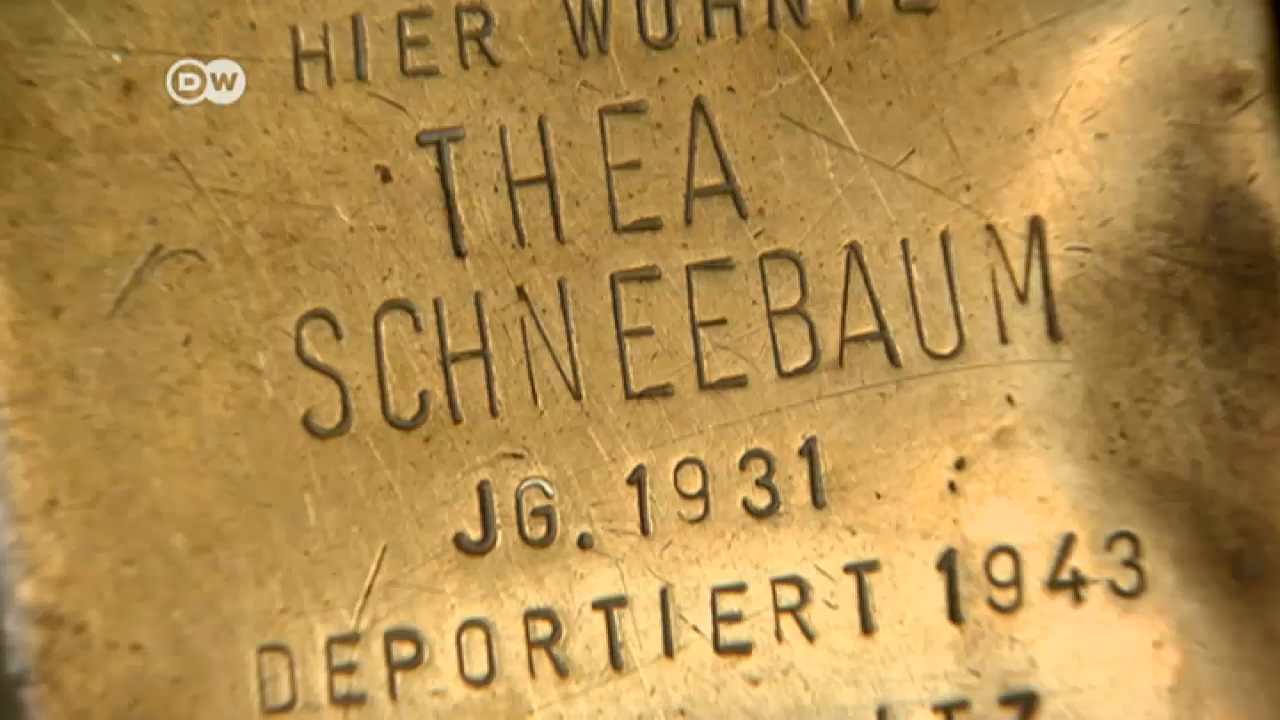 DW
HIER WOHNTE
THEA
SCHNEEBAUM
JG. 1931
DEPORTIERT 1943